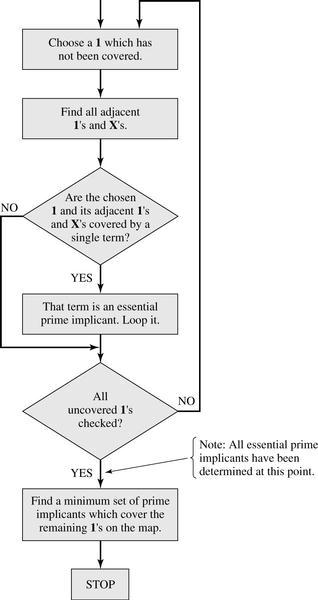 Choose a 1 which has
not been covered.
Find all adjacent
1's and X's.
Are the chosen
1 and its adjacent 1's
and X's covered by a
single term?
NO
YES
That term is an essential
prime implicant. Loop it.
All
uncovered 1's
checked?
NO
YES
Note: All essential prime
implicants have been
determined at this point.
Find a minimum set of prime
implicants which cover the
remaining 1's on the map.
STOP